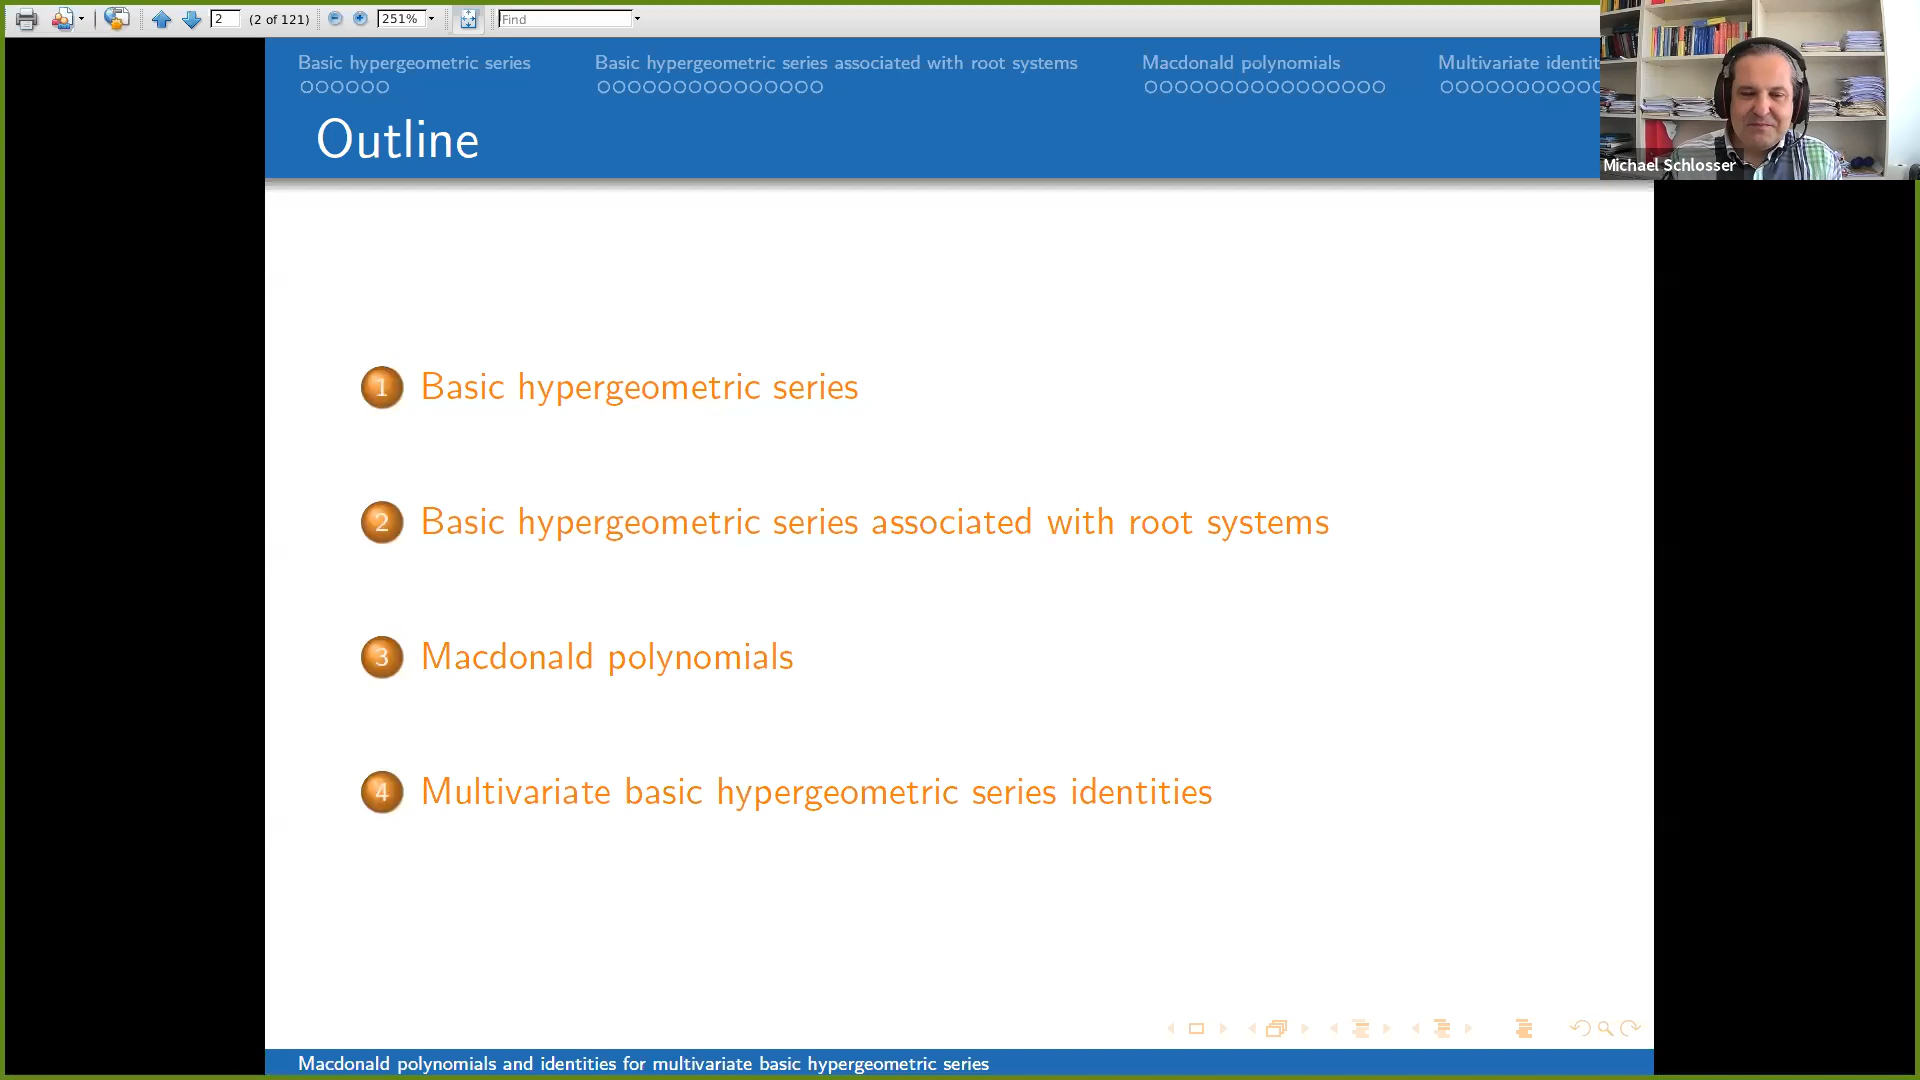 2 (2 of 121) 251% Find
Basic hypergeometric series Basic hypergeometric series associated with root systems Macdonald polynomials Multivariate identit
Outline
Michael Schlosser
1 Basic hypergeometric series
2 Basic hypergeometric series associated with root systems
3 Macdonald polynomials
4 Multivariate basic hypergeometric series identities
Macdonald polynomials and identities for multivariate basic hypergeometric series